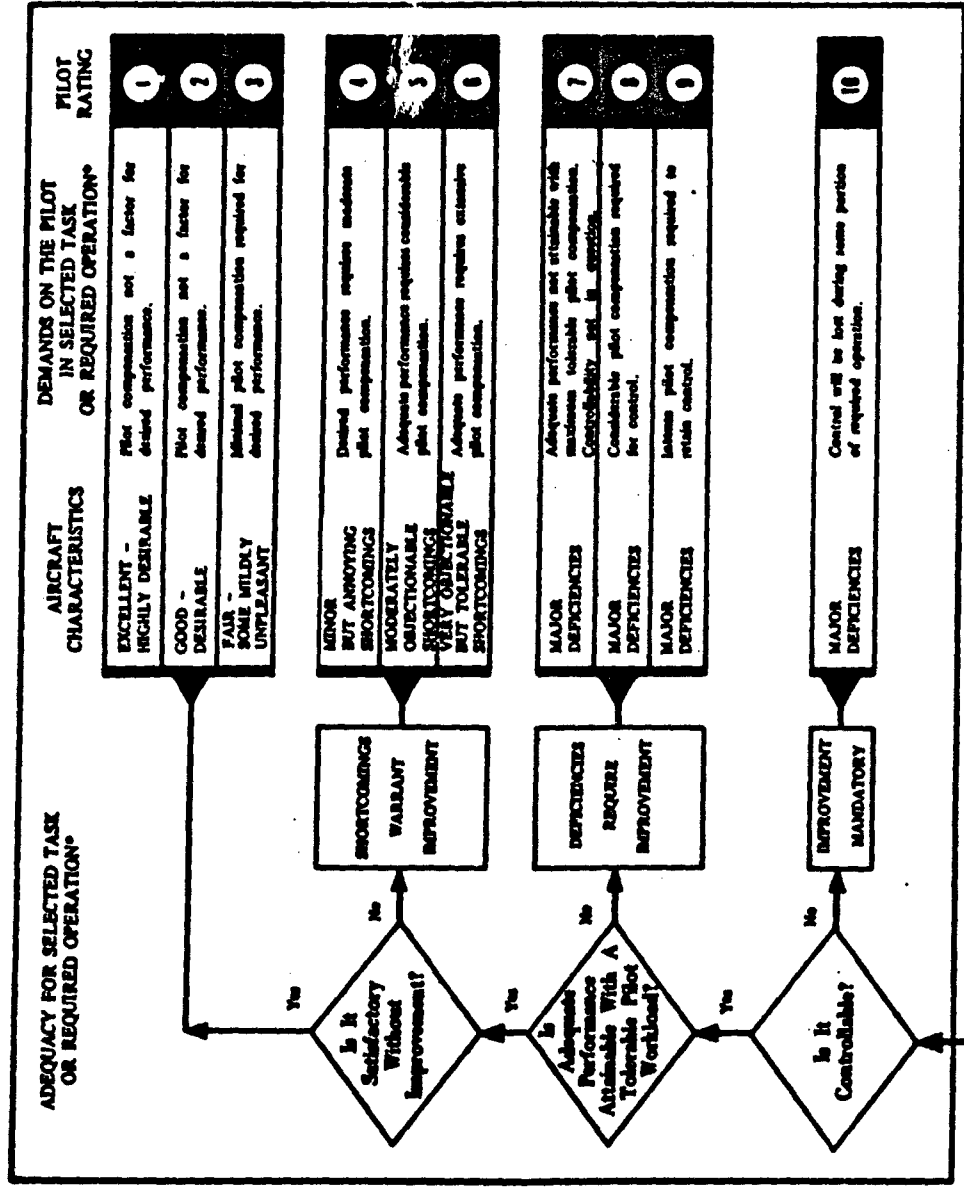 ADEQUACY FOR SELECTED TASK
OR REQUIRED OPERATION*
AIRCRAFT
CHARACTERISTICS
DEMANDS ON THE PILOT
IN SELECTED TASK
OR REQUIRED OPERATION*
PILOT
RATING
EXCELLENT –
HIGHLY DESIRABLE
Pilot compensation not a factor for
desired performance.
1
GOOD –
DESIRABLE
Pilot compensation not a factor for
desired performance.
2
FAIR –
SOME MILDLY
UNPLEASANT
Minimal pilot compensation required for
desired performance.
3
Yes
Is It
Satisfactory
Without
Improvement?
No
SHORTCOMINGS
WARRANT
IMPROVEMENT
MINOR
BUT ANNOYING
SHORTCOMINGS
Desired performance requires moderate
pilot compensation.
4
MODERATELY
OBJECTIONABLE
SHORTCOMINGS
Adequate performance requires considerable
pilot compensation.
5
VERY OBJECTIONABLE
BUT TOLERABLE
SHORTCOMINGS
Adequate performance requires extensive
pilot compensation.
6
Yes
Is
Adequate
Performance
Attainable With A
Tolerable Pilot
Workload?
No
DEFICIENCIES
REQUIRE
IMPROVEMENT
MAJOR
DEFICIENCIES
Adequate performance not attainable with
maximum tolerable pilot compensation.
Controllability not in question.
7
MAJOR
DEFICIENCIES
Considerable pilot compensation required
for control.
8
MAJOR
DEFICIENCIES
Intense pilot compensation required to
retain control.
9
Yes
Is It
Controllable?
No
IMPROVEMENT
MANDATORY
MAJOR
DEFICIENCIES
Control will be lost during some portion
of required operation.
10